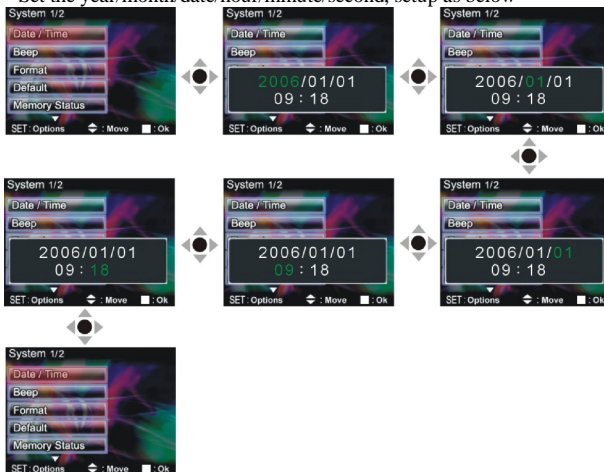 Set the year/month/date/hour/minute/second, setup as below
System 1/2
Date / Time
Beep
Format
Default
Memory Status
SET : Options : Move : Ok
System 1/2
Date / Time
Beep
2006/01/01
09 : 18
SET : Options : Move : Ok
System 1/2
Date / Time
Beep
2006/01/01
09 : 18
SET : Options : Move : Ok
System 1/2
Date / Time
Beep
2006/01/01
09 : 18
SET : Options : Move : Ok
System 1/2
Date / Time
Beep
2006/01/01
09 : 18
SET : Options : Move : Ok
System 1/2
Date / Time
Beep
2006/01/01
09 : 18
SET : Options : Move : Ok
System 1/2
Date / Time
Beep
Format
Default
Memory Status
SET : Options : Move : Ok